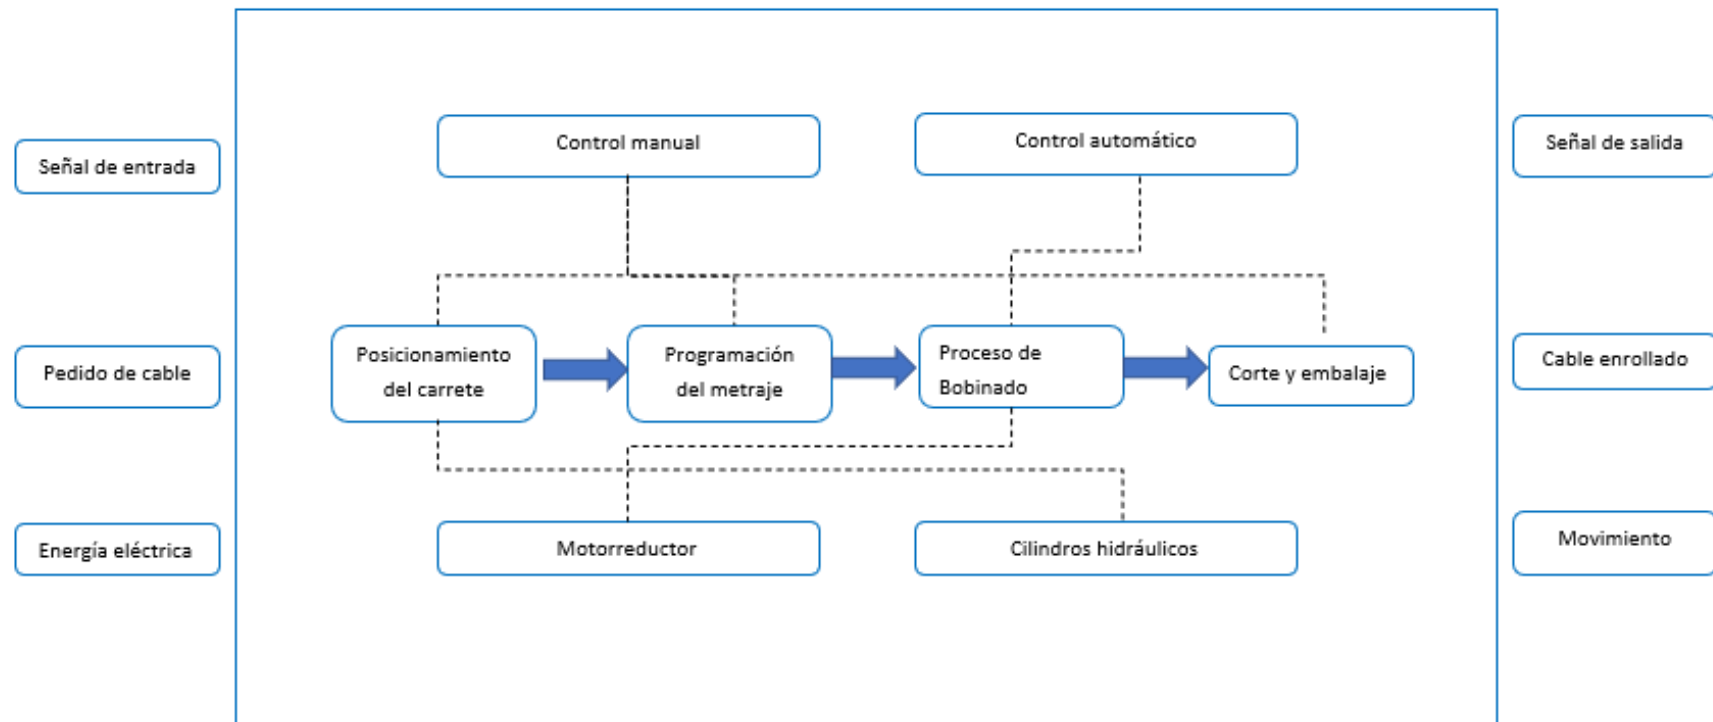 Control manual
Control automático
Señal de entrada
Señal de salida
Posicionamiento
del carrete
Programación
del metraje
Proceso de
Bobinado
Corte y embalaje
Pedido de cable
Cable enrollado
Energía eléctrica
Motorreductor
Cilindros hidráulicos
Movimiento